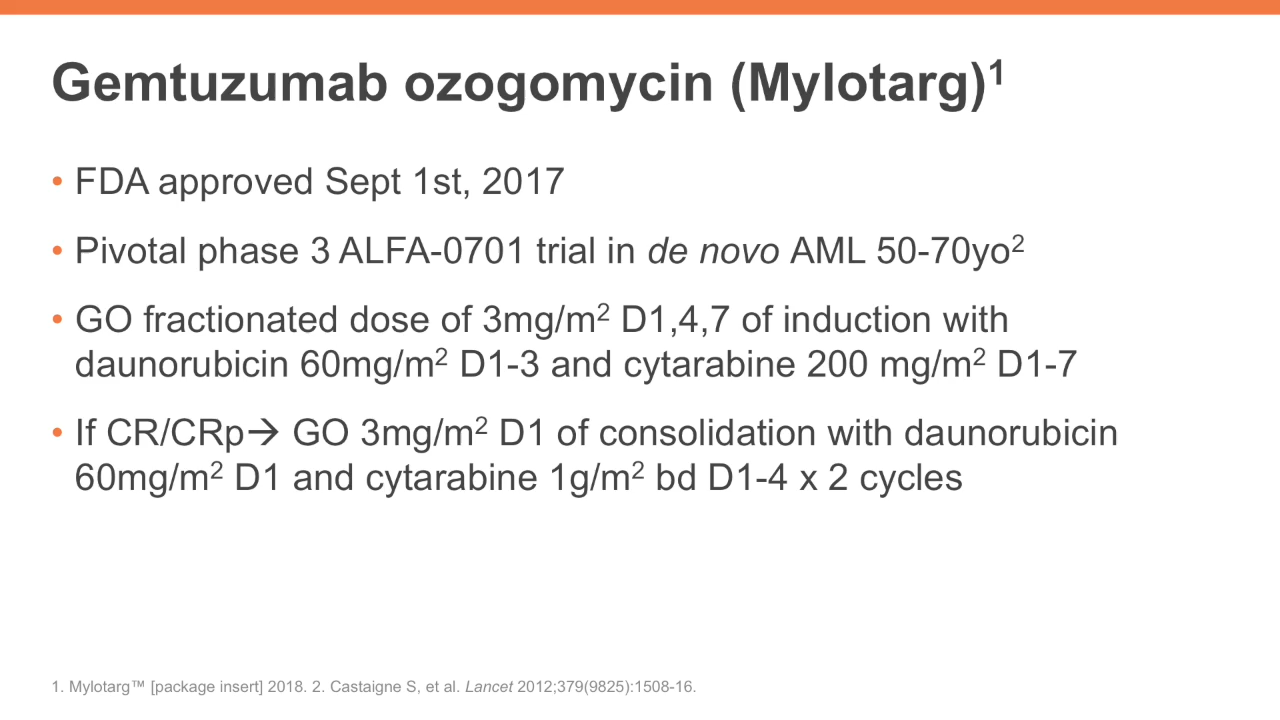 Gemtuzumab ozogomycin (Mylotarg)¹
• FDA approved Sept 1st, 2017
• Pivotal phase 3 ALFA-0701 trial in de novo AML 50-70yo²
• GO fractionated dose of 3mg/m² D1,4,7 of induction with
daunorubicin 60mg/m² D1-3 and cytarabine 200 mg/m² D1-7
• If CR/CRp→ GO 3mg/m² D1 of consolidation with daunorubicin
60mg/m² D1 and cytarabine 1g/m² bd D1-4 x 2 cycles
1. Mylotarg™ [package insert] 2018. 2. Castaigne S, et al. Lancet 2012;379(9825):1508-16.